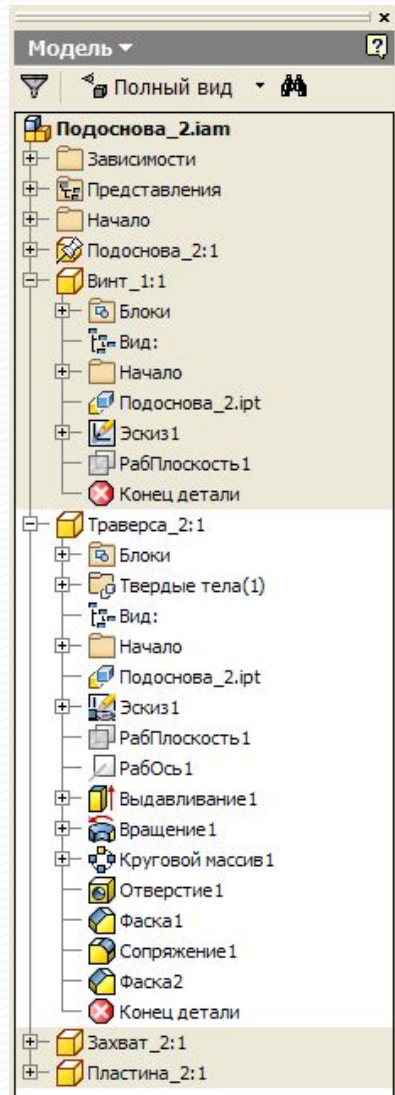 Модель
Полный вид
Подоснова_2.iam
Зависимости
Представления
Начало
Подоснова_2:1
Винт_1:1
Блоки
Вид:
Начало
Подоснова_2.ipt
Эскиз1
РабПлоскость1
Конец детали
Траверса_2:1
Блоки
Твердые тела(1)
Вид:
Начало
Подоснова_2.ipt
Эскиз1
РабПлоскость1
РабОсь1
Выдавливание1
Вращение1
Круговой массив1
Отверстие1
Фаска1
Сопряжение1
Фаска2
Конец детали
Захват_2:1
Пластина_2:1